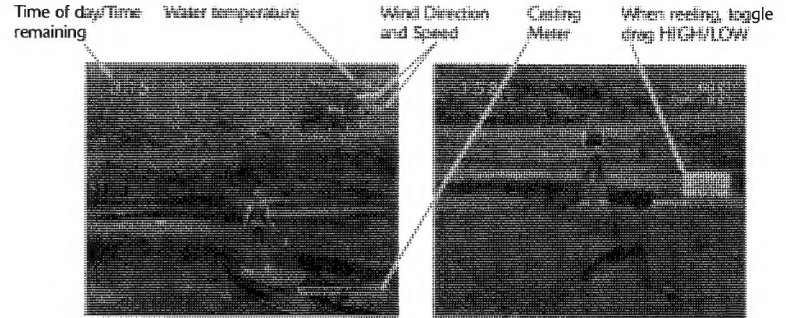 Time of day/Time
remaining
Water temperature
Wind Direction
and Speed
Casting
Meter
When reeling, toggle
drag HIGH/LOW